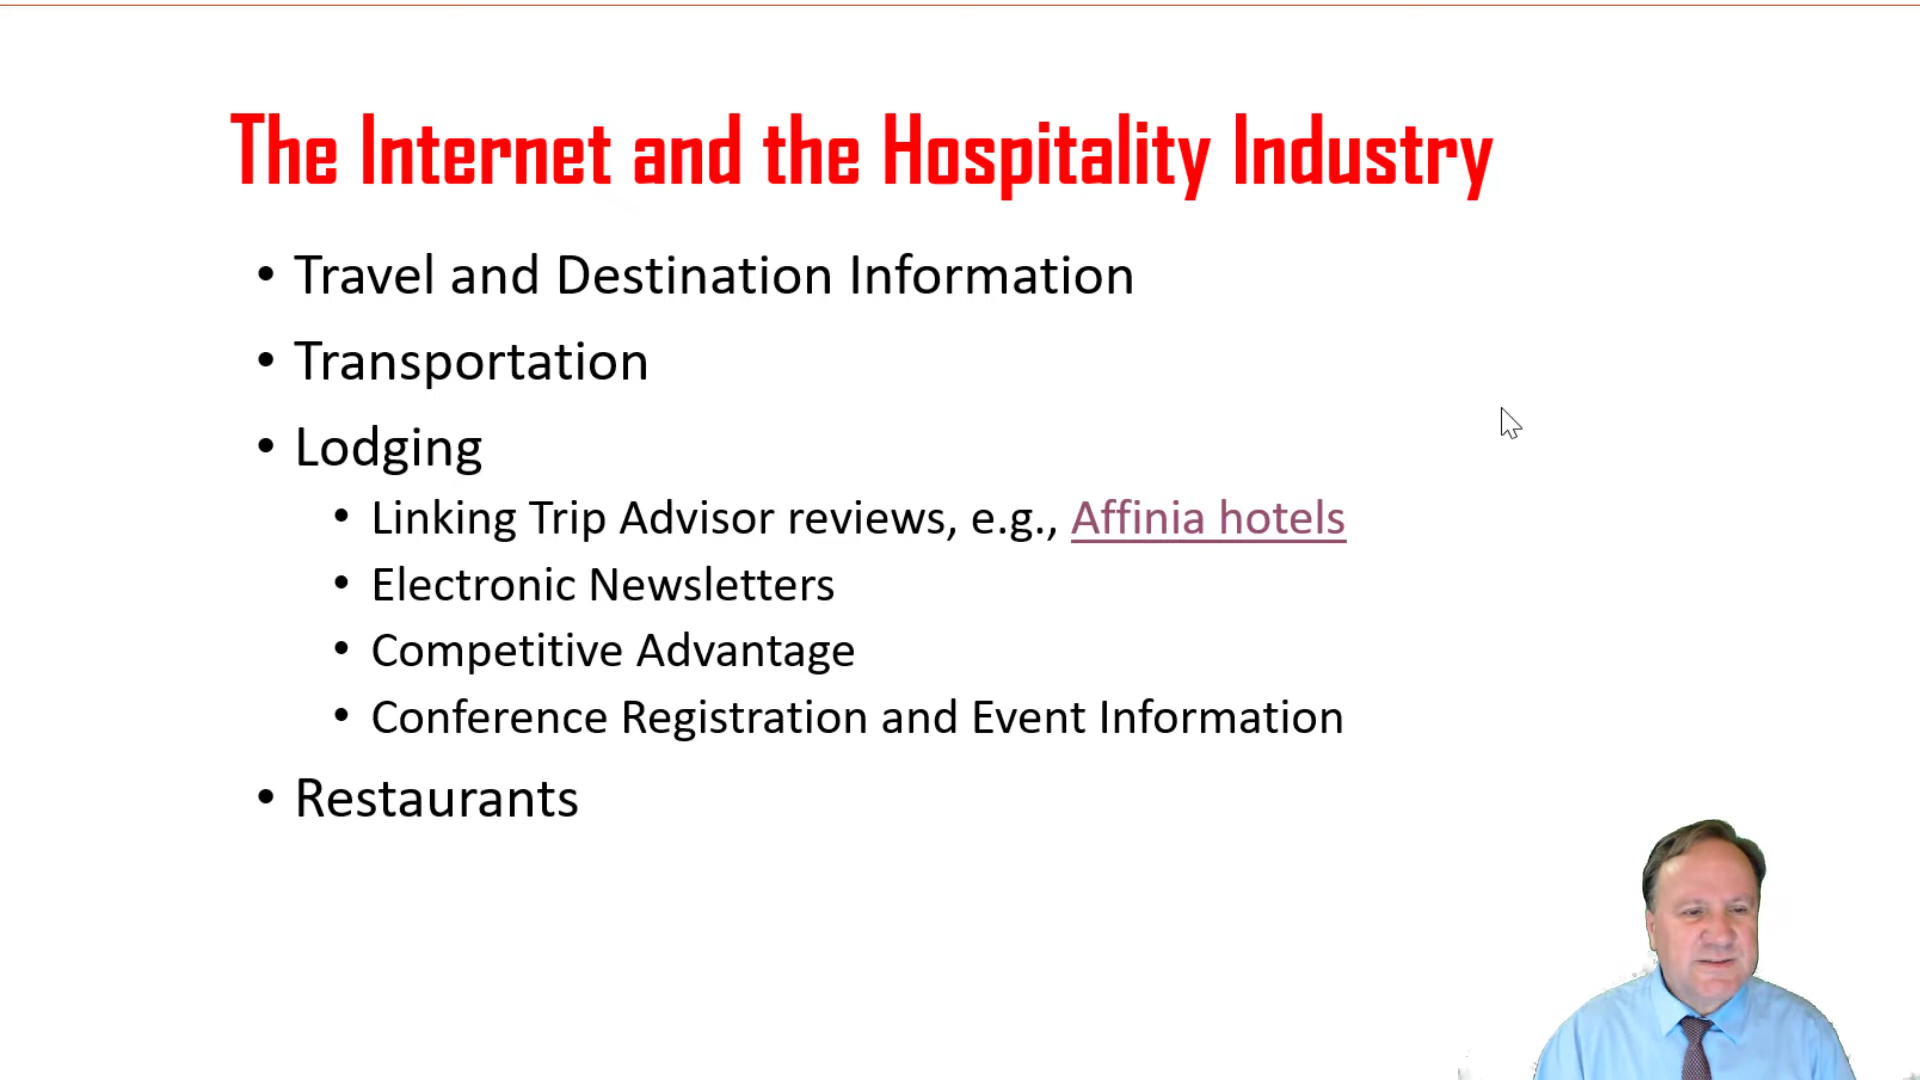 The Internet and the Hospitality Industry
• Travel and Destination Information
• Transportation
• Lodging
• Linking Trip Advisor reviews, e.g., Affinia hotels
• Electronic Newsletters
• Competitive Advantage
• Conference Registration and Event Information
• Restaurants